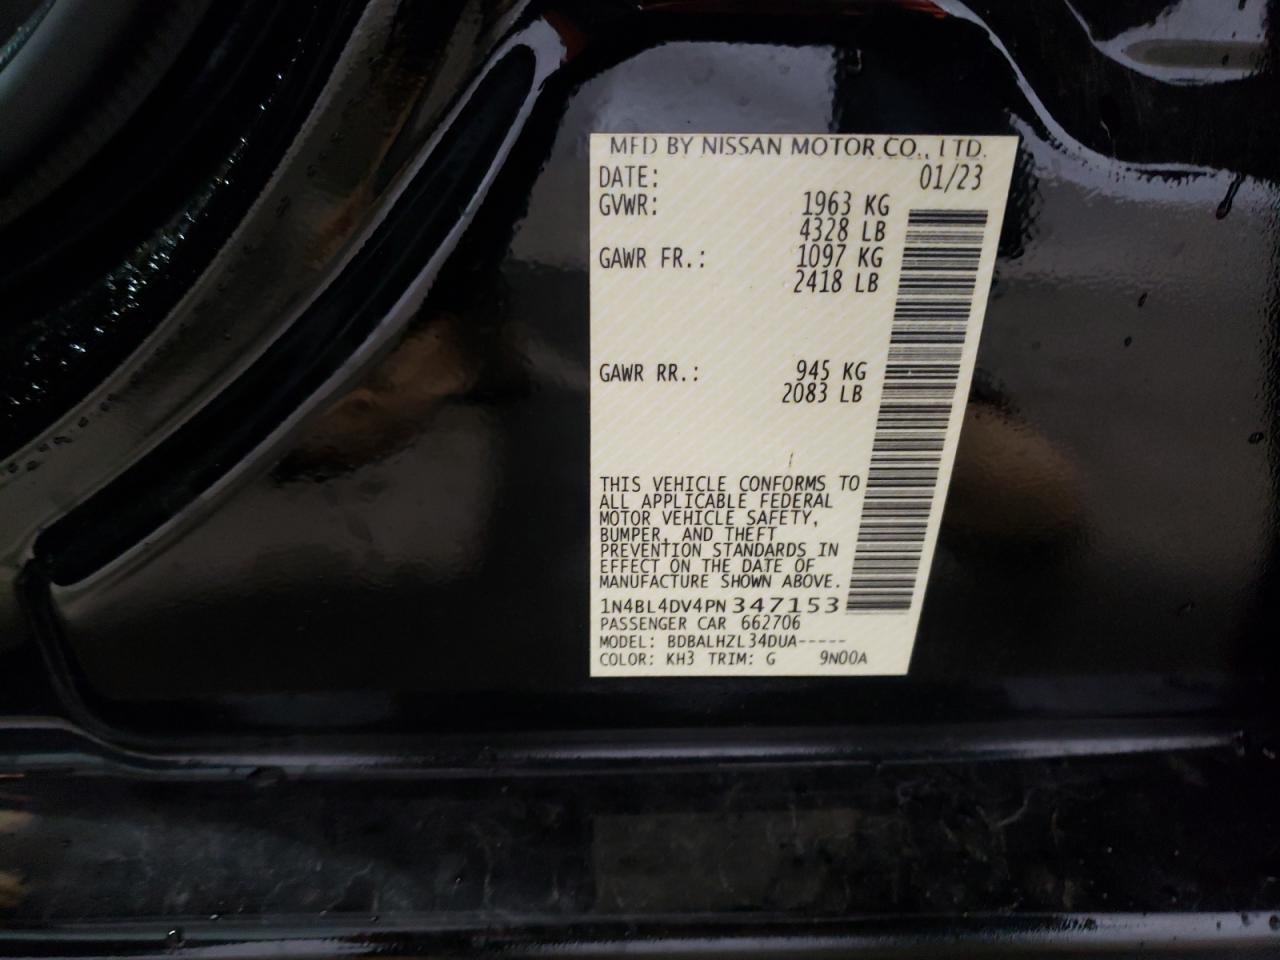 MFD BY NISSAN MOTOR CO., LTD.
DATE: 01/23
GVWR: 1963 KG
4328 LB
GAWR FR.: 1097 KG
2418 LB
GAWR RR.: 945 KG
2083 LB
THIS VEHICLE CONFORMS TO
ALL APPLICABLE FEDERAL
MOTOR VEHICLE SAFETY,
BUMPER, AND THEFT
PREVENTION STANDARDS IN
EFFECT ON THE DATE OF
MANUFACTURE SHOWN ABOVE.
1N4BL4DV4PN347153
PASSENGER CAR 662706
MODEL: BDBALHZL34DUA-----
COLOR: KH3 TRIM: G 9N00A